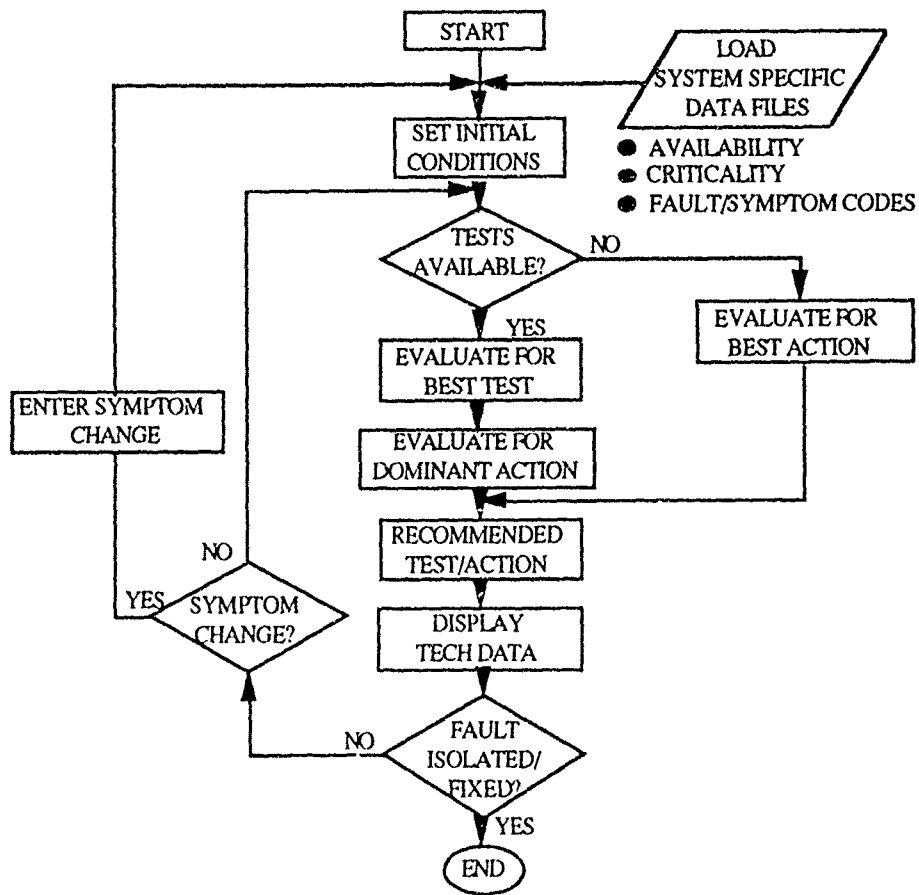 START
LOAD
SYSTEM SPECIFIC
DATA FILES
SET INITIAL
CONDITIONS
AVAILABILITY
CRITICALITY
FAULT/SYMPTOM CODES
TESTS
AVAILABLE?
NO
YES
EVALUATE FOR
BEST ACTION
EVALUATE FOR
BEST TEST
ENTER SYMPTOM
CHANGE
EVALUATE FOR
DOMINANT ACTION
RECOMMENDED
TEST/ACTION
NO
YES
SYMPTOM
CHANGE?
DISPLAY
TECH DATA
NO
FAULT
ISOLATED/
FIXED?
YES
END